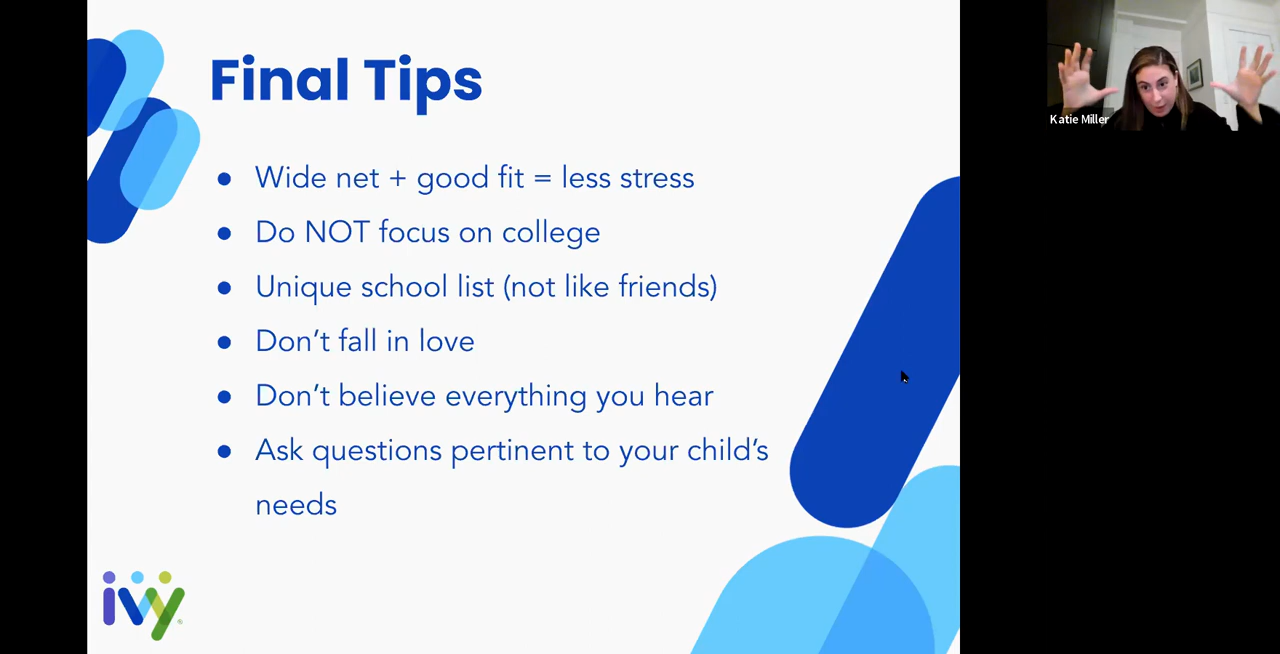 Final Tips
Katie Miller
● Wide net + good fit = less stress
● Do NOT focus on college
● Unique school list (not like friends)
● Don’t fall in love
● Don’t believe everything you hear
● Ask questions pertinent to your child’s
needs
ivy®